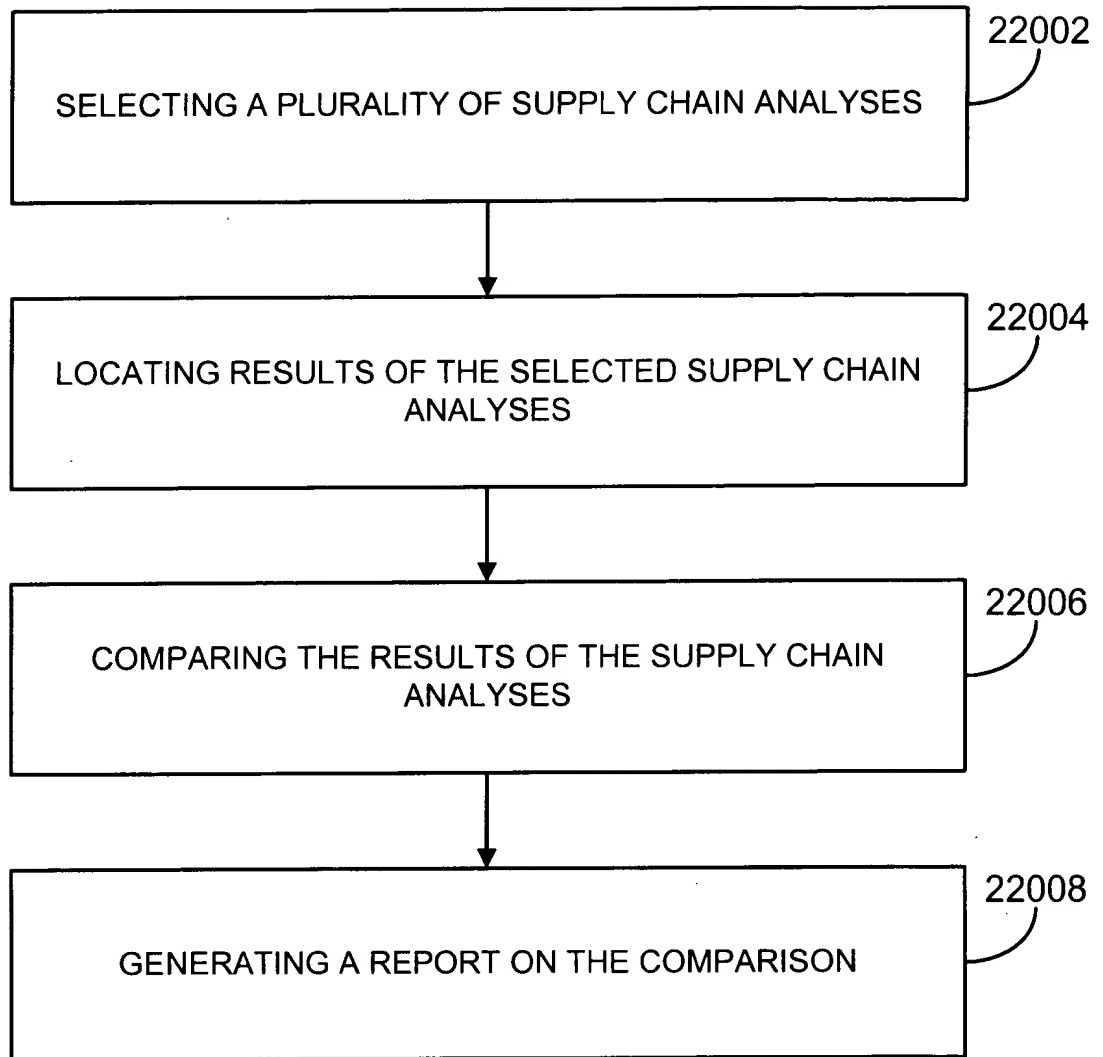 22002
SELECTING A PLURALITY OF SUPPLY CHAIN ANALYSES
22004
LOCATING RESULTS OF THE SELECTED SUPPLY CHAIN
ANALYSES
22006
COMPARING THE RESULTS OF THE SUPPLY CHAIN
ANALYSES
22008
GENERATING A REPORT ON THE COMPARISON